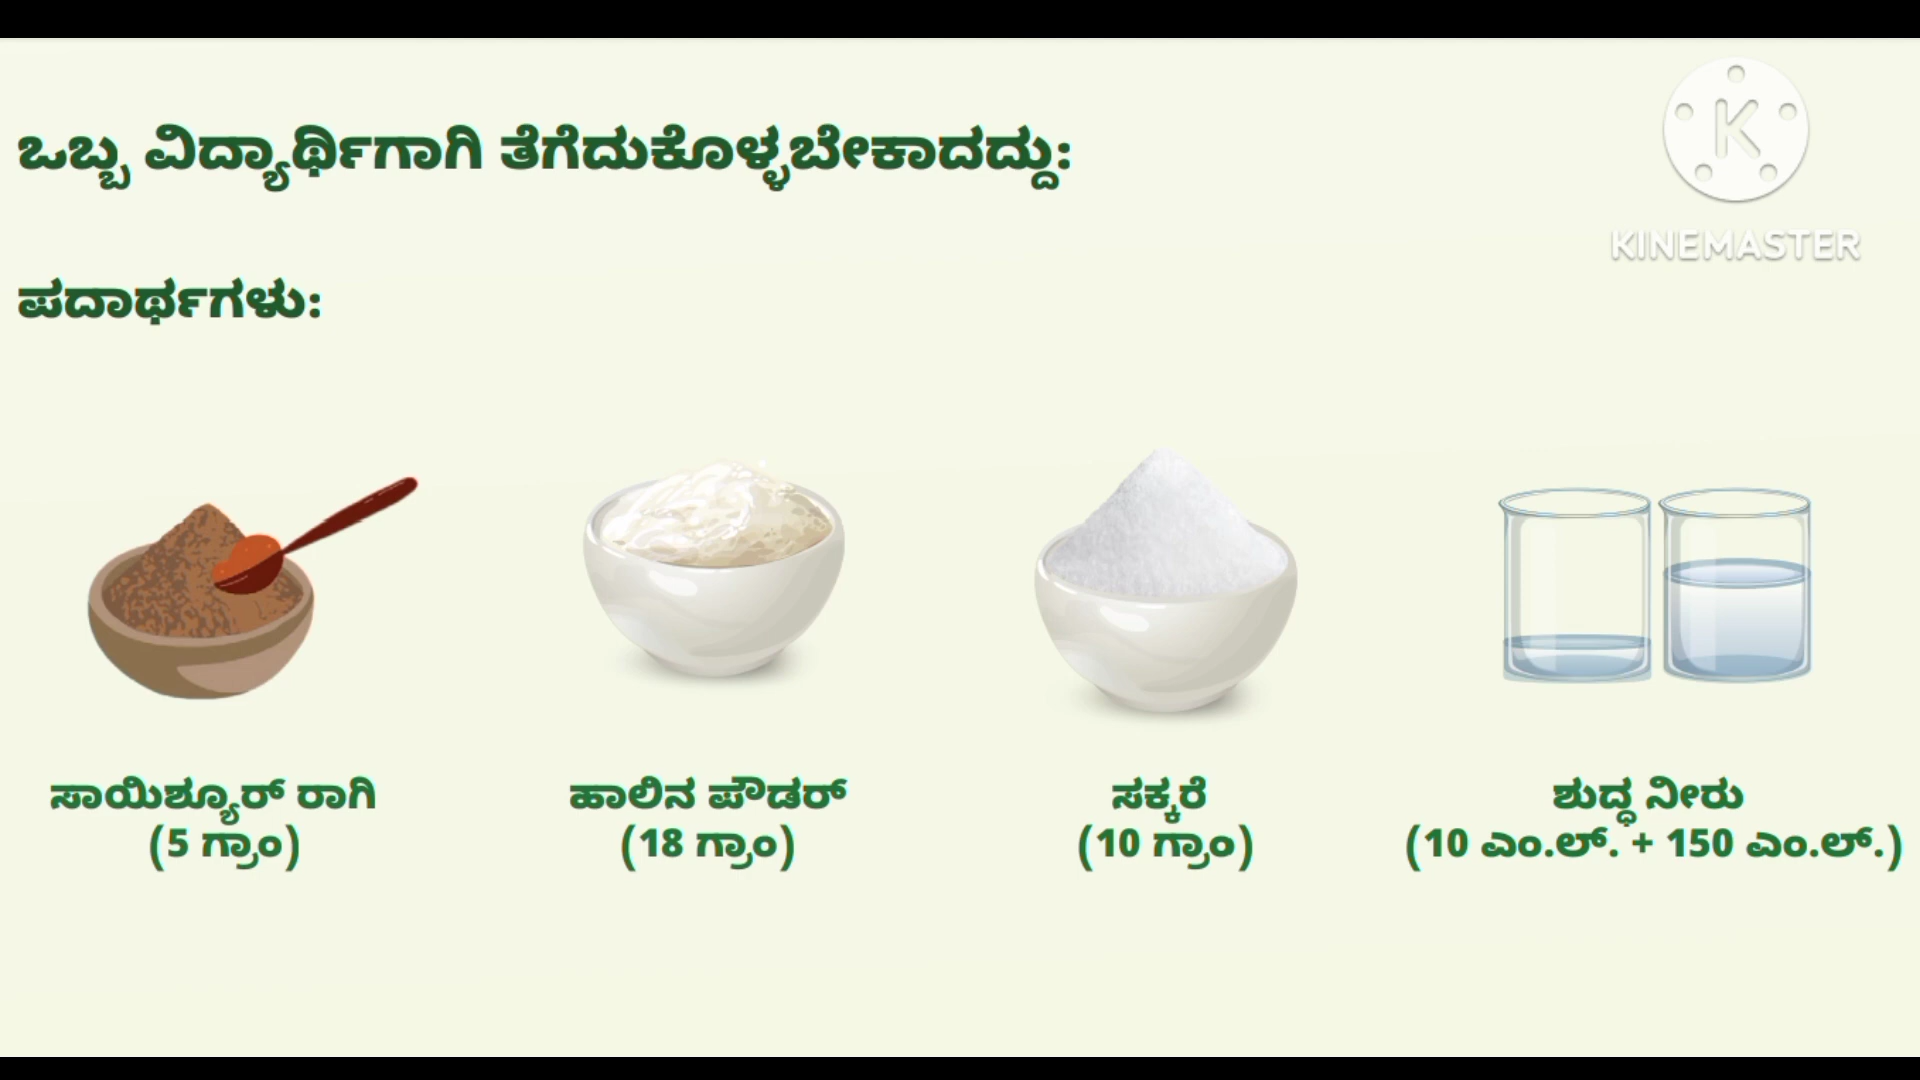 ಒಬ್ಬ ವಿದ್ಯಾರ್ಥಿಗಾಗಿ ತೆಗೆದುಕೊಳ್ಳಬೇಕಾದದ್ದು:
KINEMASTER
ಪದಾರ್ಥಗಳು:
ಸಾಯಿಶ್ಯೂರ್ ರಾಗಿ
(5 ಗ್ರಾಂ)
ಹಾಲಿನ ಪೌಡರ್
(18 ಗ್ರಾಂ)
ಸಕ್ಕರೆ
(10 ಗ್ರಾಂ)
ಶುದ್ಧ ನೀರು
(10 ಎಂ.ಲ್. + 150 ಎಂ.ಲ್.)